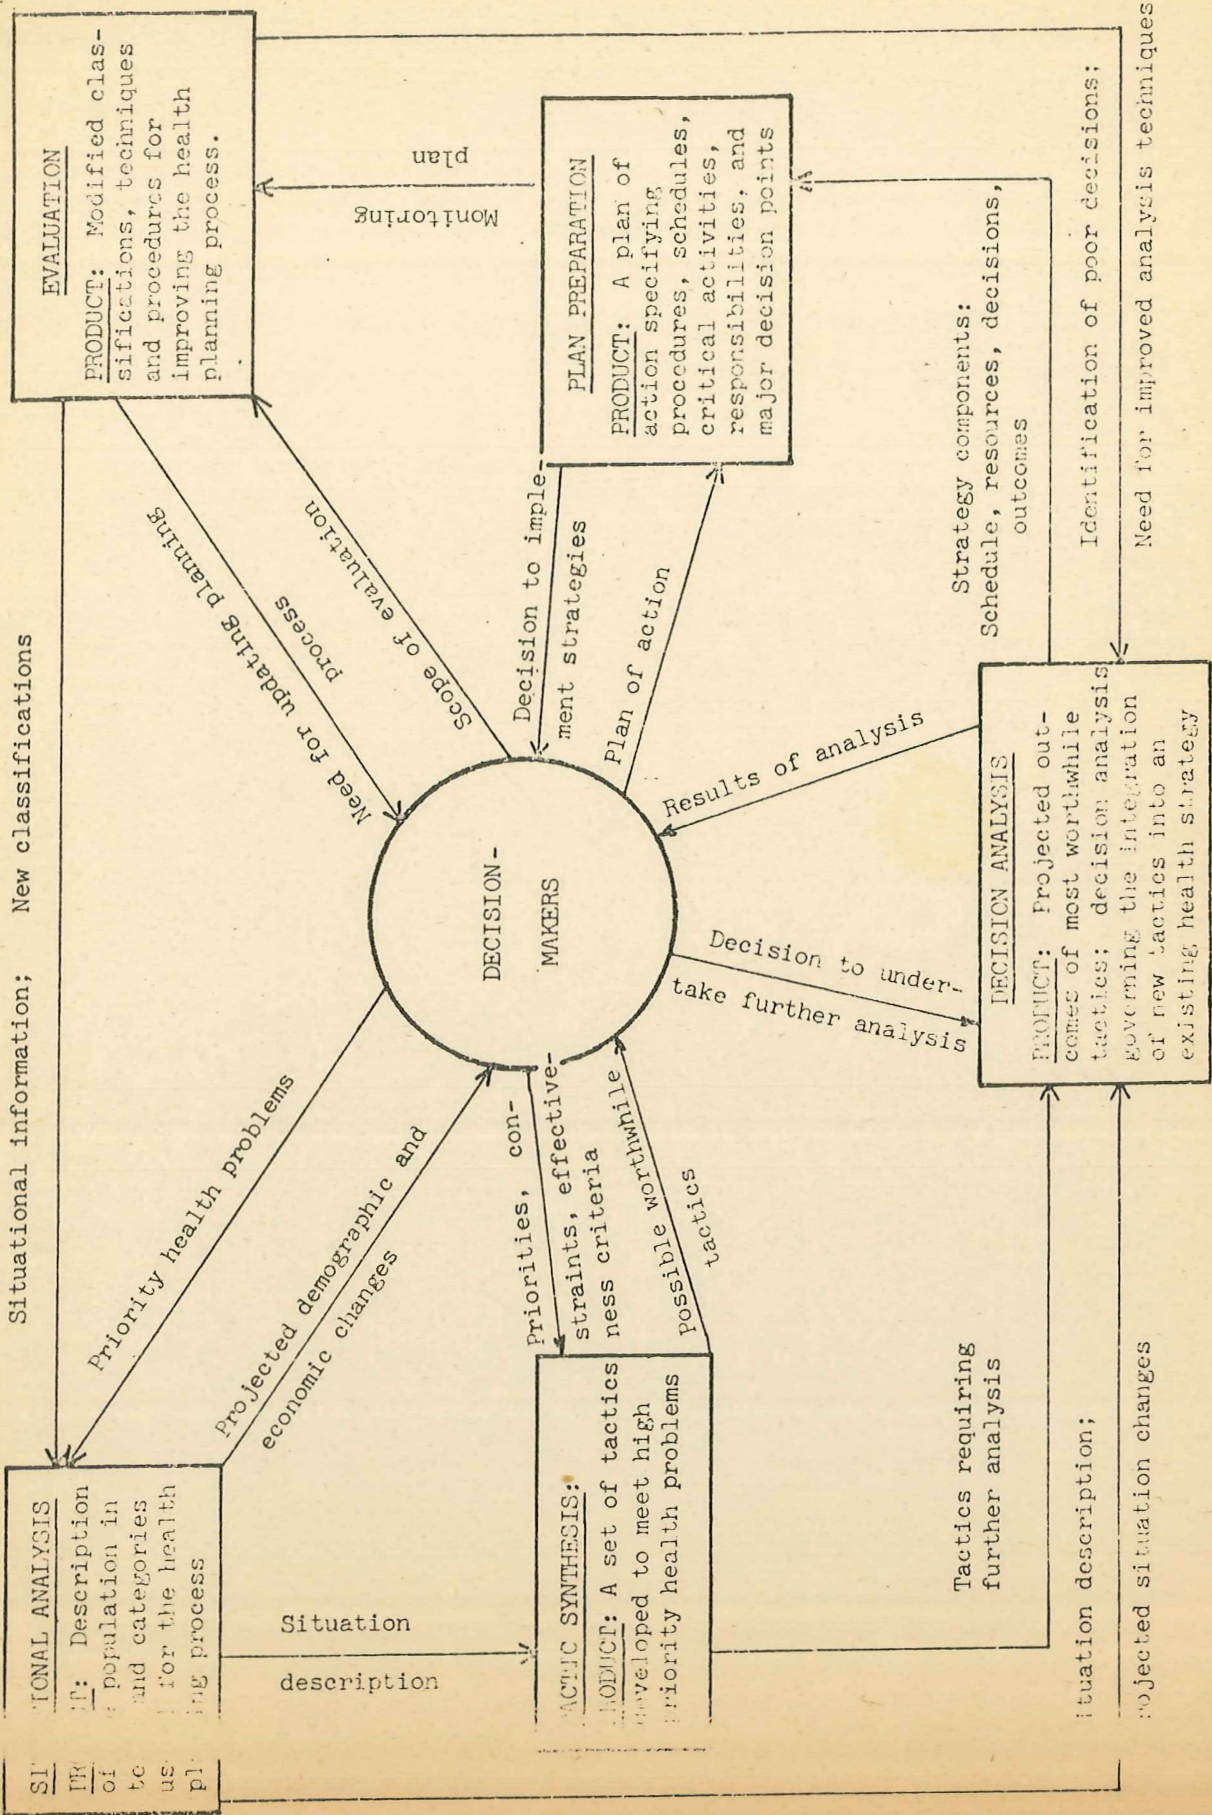 Situational information; New classifications
SIT TIONAL ANALYSIS
PR T: Description
of population in
te and categories
us for the health
pl ing process
EVALUATION
PRODUCT: Modified clas-
sifications, techniques
and procedures for
improving the health
planning process.
Priority health problems
Projected demographic and
economic changes
Need for updating planning
process
Scope of evaluation
Monitoring
plan
Situation
description
DECISION-
MAKERS
Priorities, con-
straints, effective-
ness criteria
Possible worthwhile
tactics
Decision to imple-
ment strategies
Plan of action
ACTIC SYNTHESIS:
RODUCT: A set of tactics
developed to meet high
priority health problems
PLAN PREPARATION
PRODUCT: A plan of
action specifying
procedures, schedules,
critical activities,
responsibilities, and
major decision points
Decision to under-
take further analysis
Results of analysis
Tactics requiring
further analysis
DECISION ANALYSIS
PRODUCT: Projected out-
comes of most worthwhile
tactics; decision analysis
governing the integration
of new tactics into an
existing health strategy
Strategy components:
Schedule, resources, decisions,
outcomes
ituation description;
rojected situation changes
Identification of poor decisions;
Need for improved analysis techniques